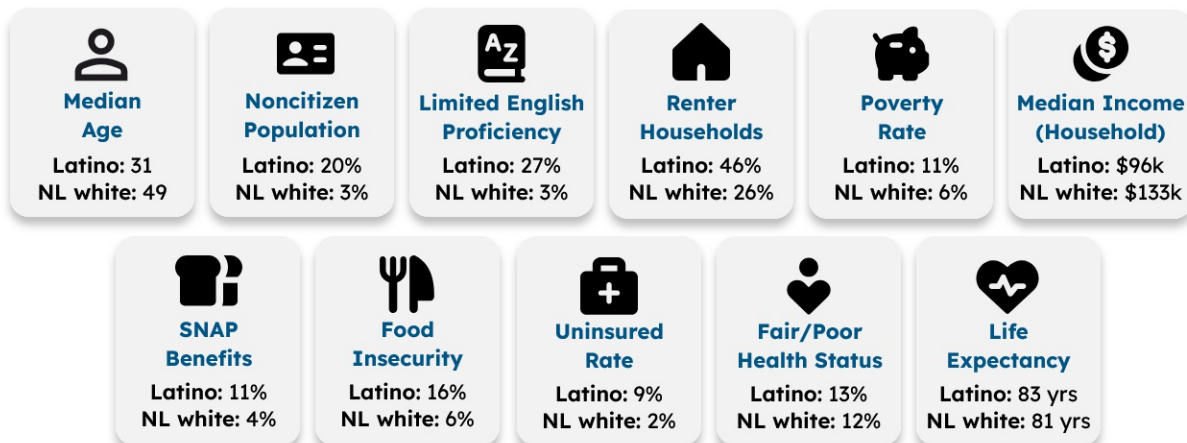 AZ
Median
Age
Latino: 31
NL white: 49
Noncitizen
Population
Latino: 20%
NL white: 3%
Limited English
Proficiency
Latino: 27%
NL white: 3%
Renter
Households
Latino: 46%
NL white: 26%
Poverty
Rate
Latino: 11%
NL white: 6%
$
Median Income
(Household)
Latino: $96k
NL white: $133k
SNAP
Benefits
Latino: 11%
NL white: 4%
Food
Insecurity
Latino: 16%
NL white: 6%
Uninsured
Rate
Latino: 9%
NL white: 2%
Fair/Poor
Health Status
Latino: 13%
NL white: 12%
Life
Expectancy
Latino: 83 yrs
NL white: 81 yrs